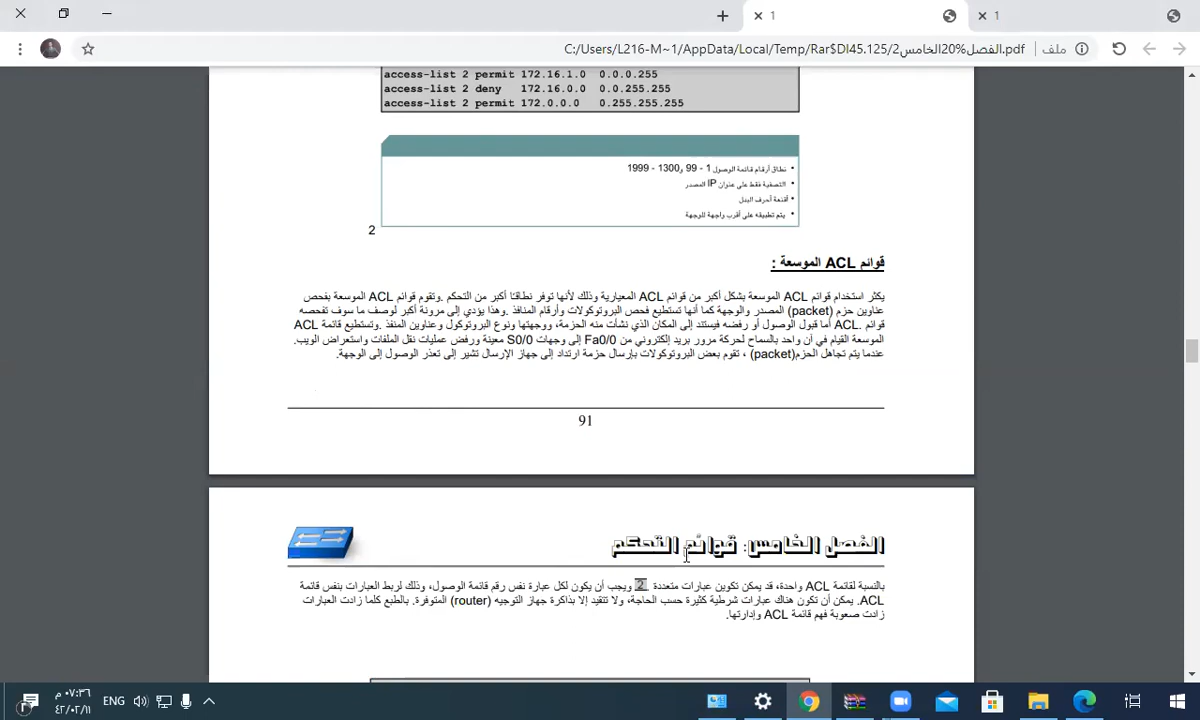 1
1
ملف C:/Users/L216-M~1/AppData/Local/Temp/Rar$DI45.125/2الفصل%20الخامس.pdf
access-list 2 permit 172.16.1.0 0.0.0.255
access-list 2 deny 172.16.0.0 0.0.255.255
access-list 2 permit 172.0.0.0 0.255.255.255
• نطاق أرقام قائمة الوصول 1 - 99 و1300 - 1999
• التصفية فقط على عنوان IP المصدر
• أقنعة أحرف البدل
• يتم تطبيقه على أقرب واجهة للوجهة
2
قوائم ACL الموسعة :
يكثر استخدام قوائم ACL الموسعة بشكل أكبر من قوائم ACL المعيارية وذلك لأنها توفر نطاقا أكبر من التحكم .وتقوم قوائم ACL الموسعة بفحص
عناوين حزم (packet) المصدر والوجهة كما أنها تستطيع فحص البروتوكولات وأرقام المنافذ .وهذا يؤدي إلى مرونة أكبر لوصف ما سوف تفحصه
قوائم .ACL أما قبول الوصول أو رفضه فيستند إلى المكان الذي نشأت منه الحزمة، ووجهتها ونوع البروتوكول وعناوين المنفذ .وتستطيع قائمة ACL
الموسعة القيام في آن واحد بالسماح لحركة مرور بريد إلكتروني من Fa0/0 إلى وجهات S0/0 معينة ورفض عمليات نقل الملفات واستعراض الويب.
عندما يتم تجاهل الحزم(packet) ، تقوم بعض البروتوكولات بإرسال حزمة ارتداد إلى جهاز الإرسال تشير إلى تعذر الوصول إلى الوجهة.
91
الفصل الخامس: قوائم التحكم
بالنسبة لقائمة ACL واحدة، قد يمكن تكوين عبارات متعددة. 2 ويجب أن يكون لكل عبارة نفس رقم قائمة الوصول، وذلك لربط العبارات بنفس قائمة
ACL. يمكن أن تكون هناك عبارات شرطية كثيرة حسب الحاجة، ولا تتقيد إلا بذاكرة جهاز التوجيه (router) المتوفرة. بالطبع كلما زادت العبارات
زادت صعوبة فهم قائمة ACL وإدارتها.
ENG
٠٧:٣٦ م
٤٢/٠٢/١١